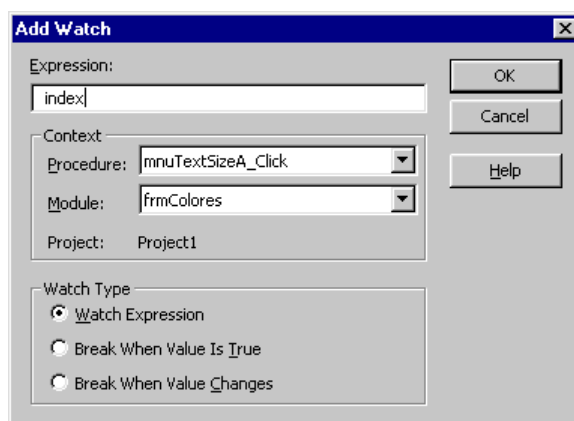 Add Watch
Expression:
index
OK
Cancel
Help
Context
Procedure: mnuTextSizeA_Click
Module: frmColores
Project: Project1
Watch Type
Watch Expression
Break When Value Is True
Break When Value Changes